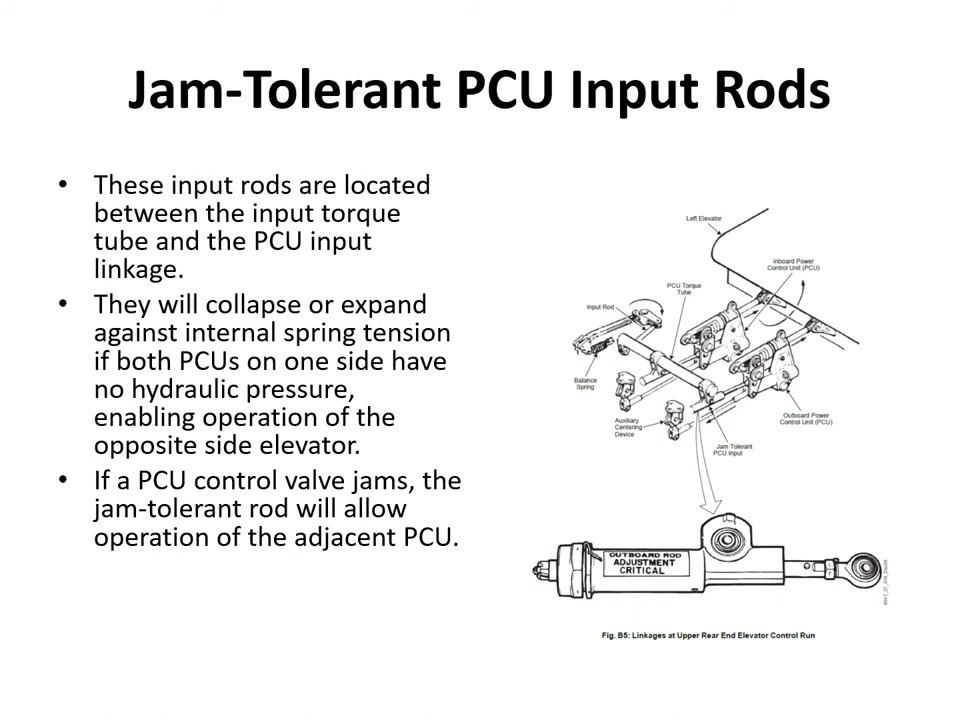 Jam-Tolerant PCU Input Rods
• These input rods are located
between the input torque
tube and the PCU input
linkage.
• They will collapse or expand
against internal spring tension
if both PCUs on one side have
no hydraulic pressure,
enabling operation of the
opposite side elevator.
• If a PCU control valve jams, the
jam-tolerant rod will allow
operation of the adjacent PCU.
Left Elevator
Inboard Power
Control Unit (PCU)
PCU Torque
Tube
Input Rod
Balance
Spring
Auxiliary
Centering
Device
Outboard Power
Control Unit (PCU)
Jam Tolerant
PCU Input
OUTBOARD ROD
ADJUSTMENT
CRITICAL
Fig. B5: Linkages at Upper Rear End Elevator Control Run